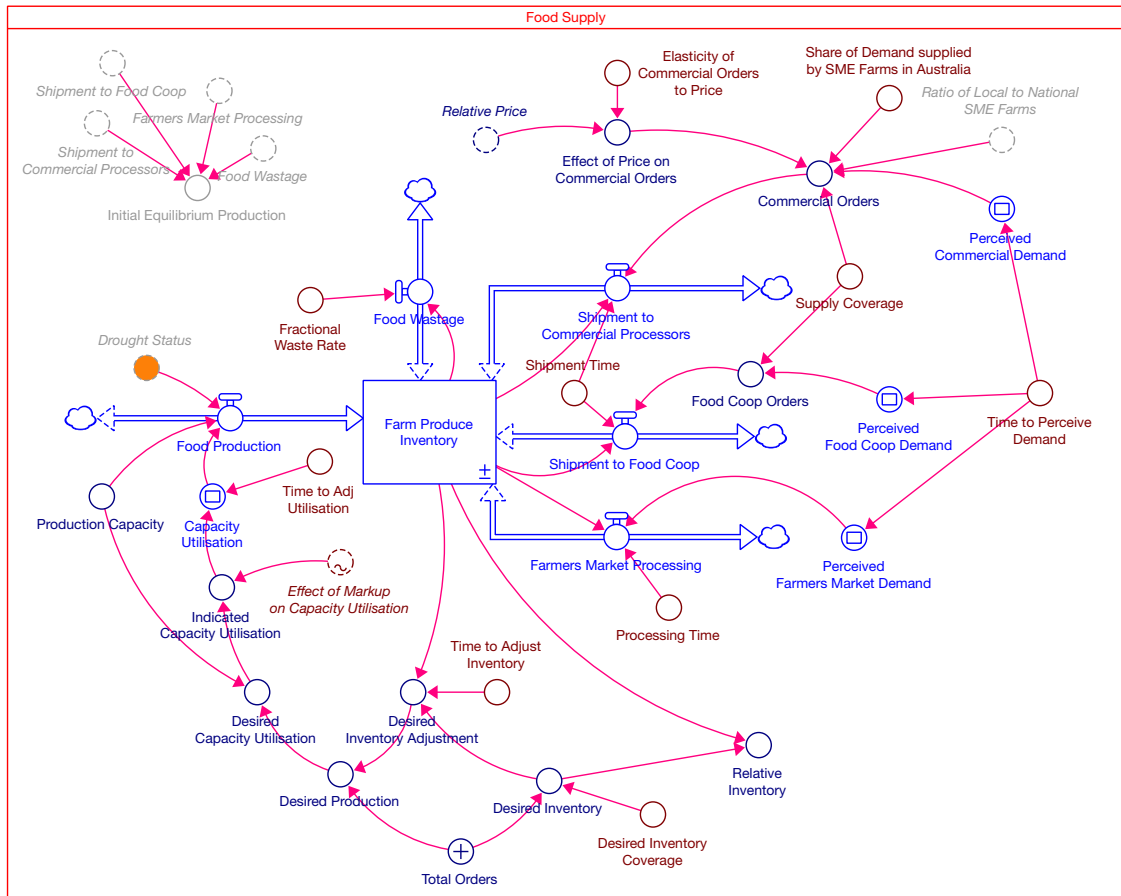 Food Supply
Shipment to Food Coop
Farmers Market Processing
Shipment to
Commercial Processors
Food Wastage
Initial Equilibrium Production
Elasticity of
Commercial Orders
to Price
Share of Demand supplied
by SME Farms in Australia
Relative Price
Ratio of Local to National
SME Farms
Effect of Price on
Commercial Orders
Commercial Orders
Perceived
Commercial Demand
Food Wastage
Fractional
Waste Rate
Shipment to
Commercial Processors
Supply Coverage
Drought Status
Shipment Time
Food Coop Orders
Food Production
Farm Produce
Inventory
±
Perceived
Food Coop Demand
Time to Perceive
Demand
Shipment to Food Coop
Production Capacity
Time to Adj
Utilisation
Capacity
Utilisation
Farmers Market Processing
Perceived
Farmers Market Demand
Effect of Markup
on Capacity Utilisation
Indicated
Capacity Utilisation
Processing Time
Time to Adjust
Inventory
Desired
Capacity Utilisation
Desired
Inventory Adjustment
Relative
Inventory
Desired Production
Desired Inventory
Desired Inventory
Coverage
Total Orders